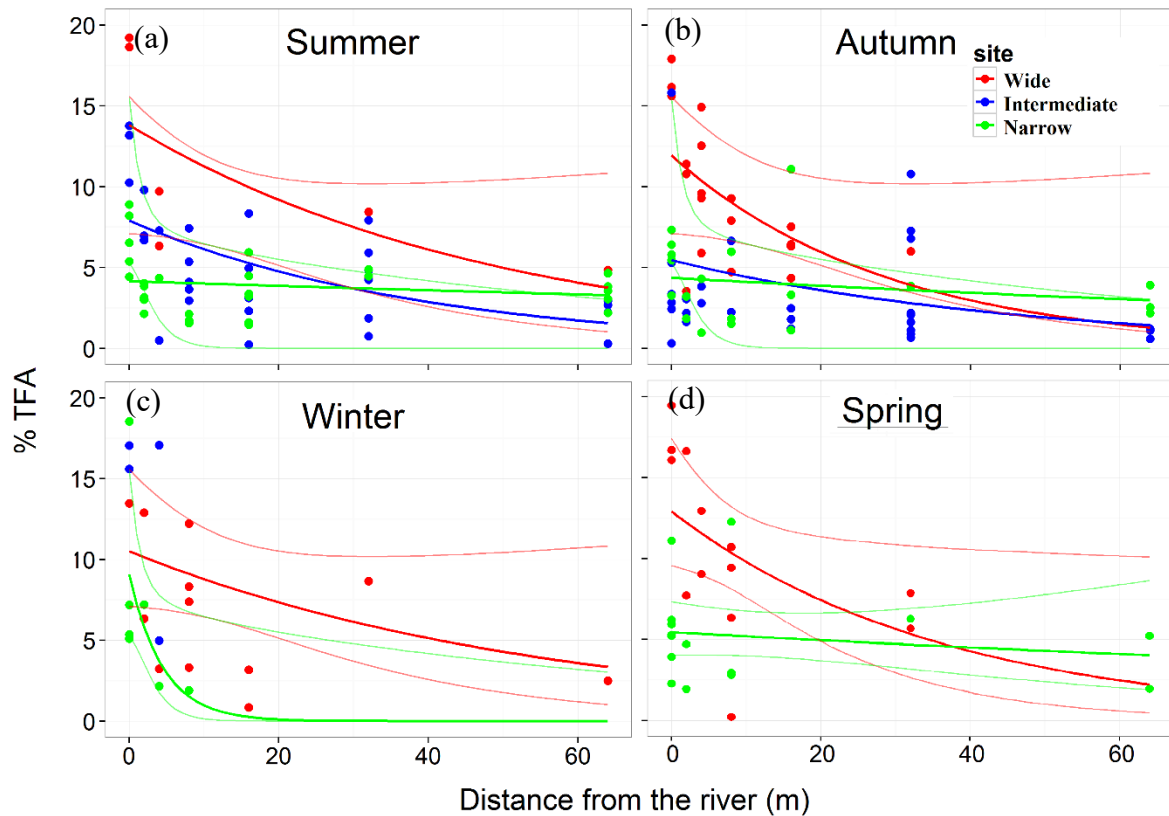 (a) Summer
(b) Autumn
site
Wide
Intermediate
Narrow
20
15
10
5
0
(c) Winter
(d) Spring
20
15
10
5
0
% TFA
0 20 40 60
0 20 40 60
Distance from the river (m)